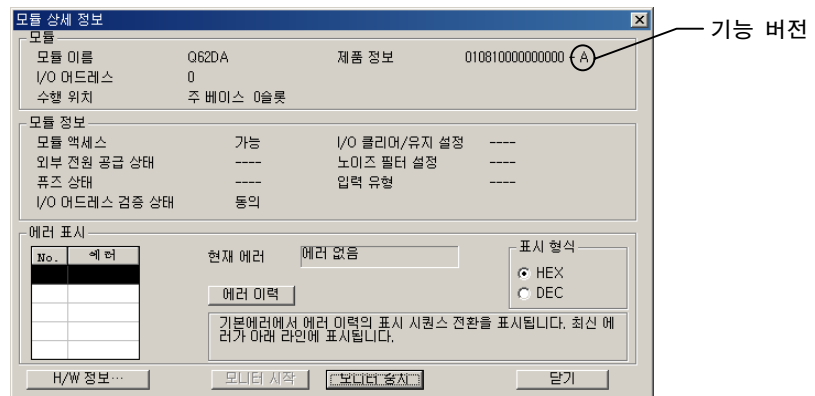 모듈 상세 정보
기능 버전
모듈
모듈 이름 Q62DA 제품 정보 010810000000000 - A
I/O 어드레스 0
수행 위치 주 베이스 0슬롯
모듈 정보
모듈 액세스 가능 I/O 클리어/유지 설정 ----
외부 전원 공급 상태 ---- 노이즈 필터 설정 ----
퓨즈 상태 ---- 입력 유형 ----
I/O 어드레스 검증 상태 동의
에러 표시
No. 에러
현재 에러 에러 없음
표시 형식
HEX
DEC
에러 이력
기본에러에서 에러 이력의 표시 시퀀스 전환을 표시됩니다. 최신 에
러가 아래 라인에 표시됩니다.
H/W 정보… 모니터 시작 모니터 중지 닫기